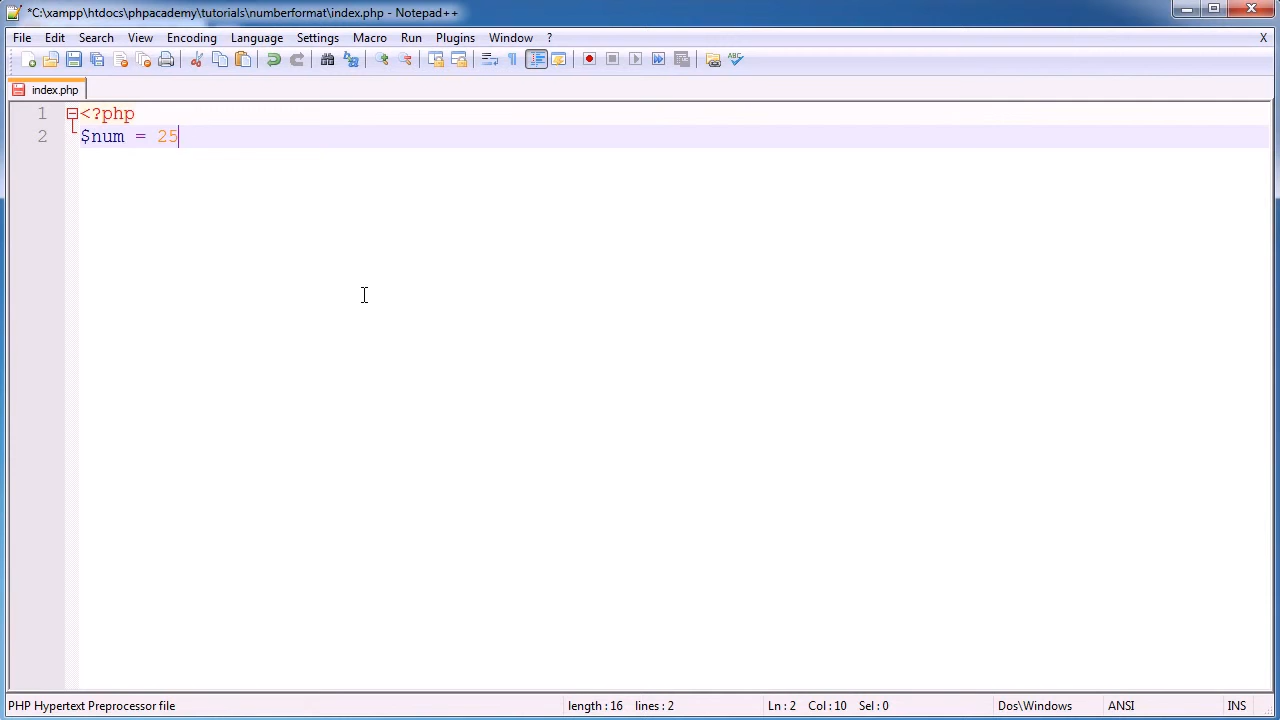 *C:\xampp\htdocs\phpacademy\tutorials\numberformat\index.php - Notepad++
File Edit Search View Encoding Language Settings Macro Run Plugins Window ? X
index.php
1 <?php
2 $num = 25
PHP Hypertext Preprocessor file length : 16 lines : 2 Ln : 2 Col : 10 Sel : 0 Dos\Windows ANSI INS